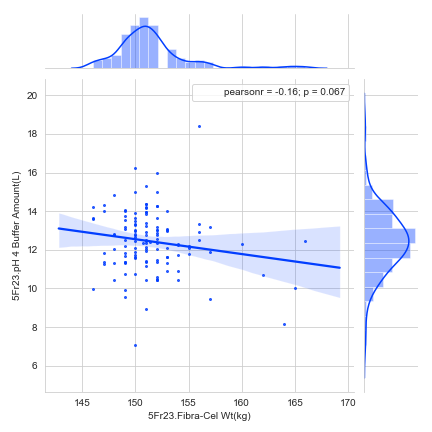 pearsonr = -0.16; p = 0.067
20
18
16
14
12
10
8
6
5Fr23.pH 4 Buffer Amount(L)
145 150 155 160 165 170
5Fr23.Fibra-Cel Wt(kg)